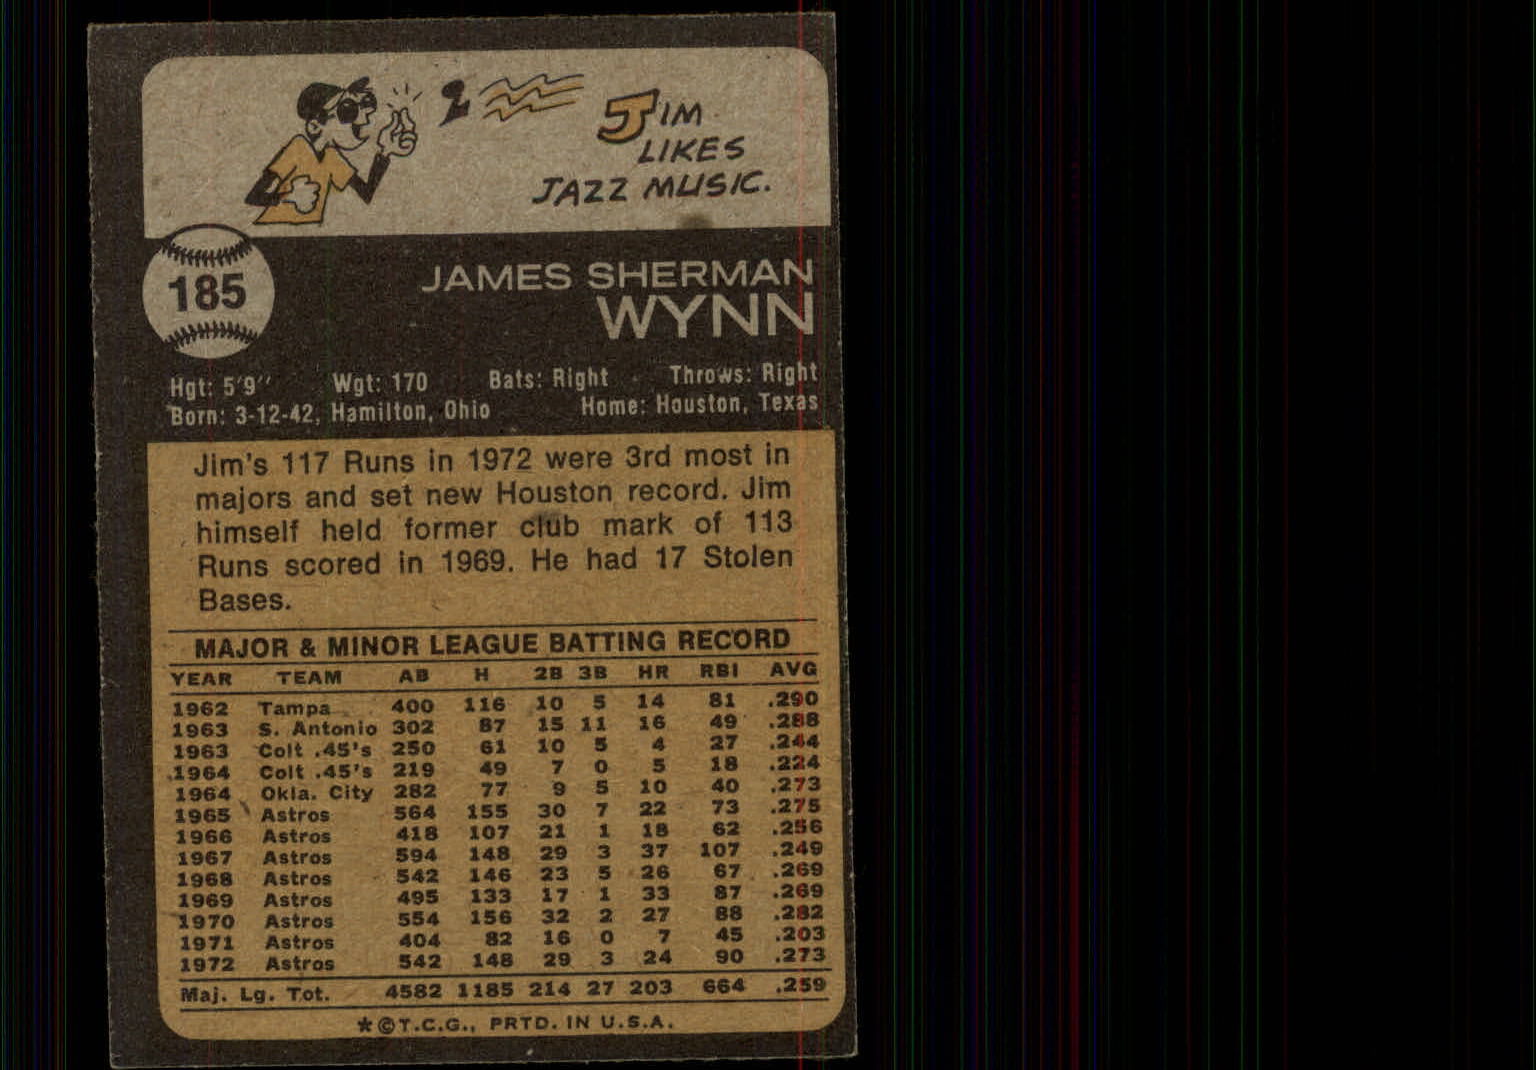 JIM
LIKES
JAZZ MUSIC.
185
JAMES SHERMAN
WYNN
Hgt: 5'9" Wgt: 170 Bats: Right Throws: Right
Born: 3-12-42, Hamilton, Ohio Home: Houston, Texas
Jim's 117 Runs in 1972 were 3rd most in
majors and set new Houston record. Jim
himself held former club mark of 113
Runs scored in 1969. He had 17 Stolen
Bases.
MAJOR & MINOR LEAGUE BATTING RECORD
YEAR TEAM AB H 2B 3B HR RBI AVG
1962 Tampa 400 116 10 5 14 81 .290
1963 S. Antonio 302 87 15 11 16 49 .288
1963 Colt .45's 250 61 10 5 4 27 .244
1964 Colt .45's 219 49 7 0 5 18 .224
1964 Okla. City 282 77 9 5 10 40 .273
1965 Astros 564 155 30 7 22 73 .275
1966 Astros 418 107 21 1 18 62 .256
1967 Astros 594 148 29 3 37 107 .249
1968 Astros 542 146 23 5 26 67 .269
1969 Astros 495 133 17 1 33 87 .269
1970 Astros 554 156 32 2 27 88 .282
1971 Astros 404 82 16 0 7 45 .203
1972 Astros 542 148 29 3 24 90 .273
Maj. Lg. Tot. 4582 1185 214 27 203 664 .259
*©T.C.G., PRTD. IN U.S.A.